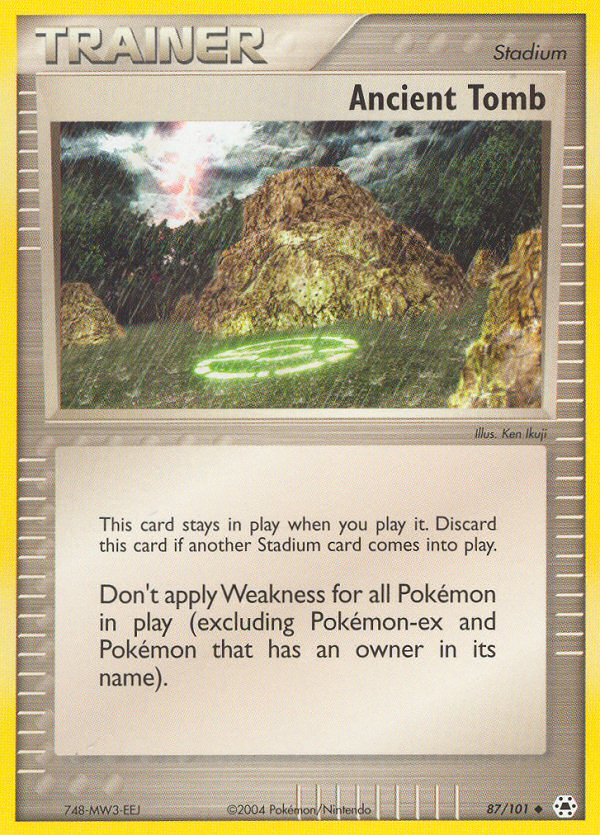 TRAINER
Stadium
Ancient Tomb
Illus. Ken Ikuji
This card stays in play when you play it. Discard
this card if another Stadium card comes into play.
Don't apply Weakness for all Pokémon
in play (excluding Pokémon-ex and
Pokémon that has an owner in its
name).
748-MW3-EEJ
©2004 Pokémon/Nintendo
87/101